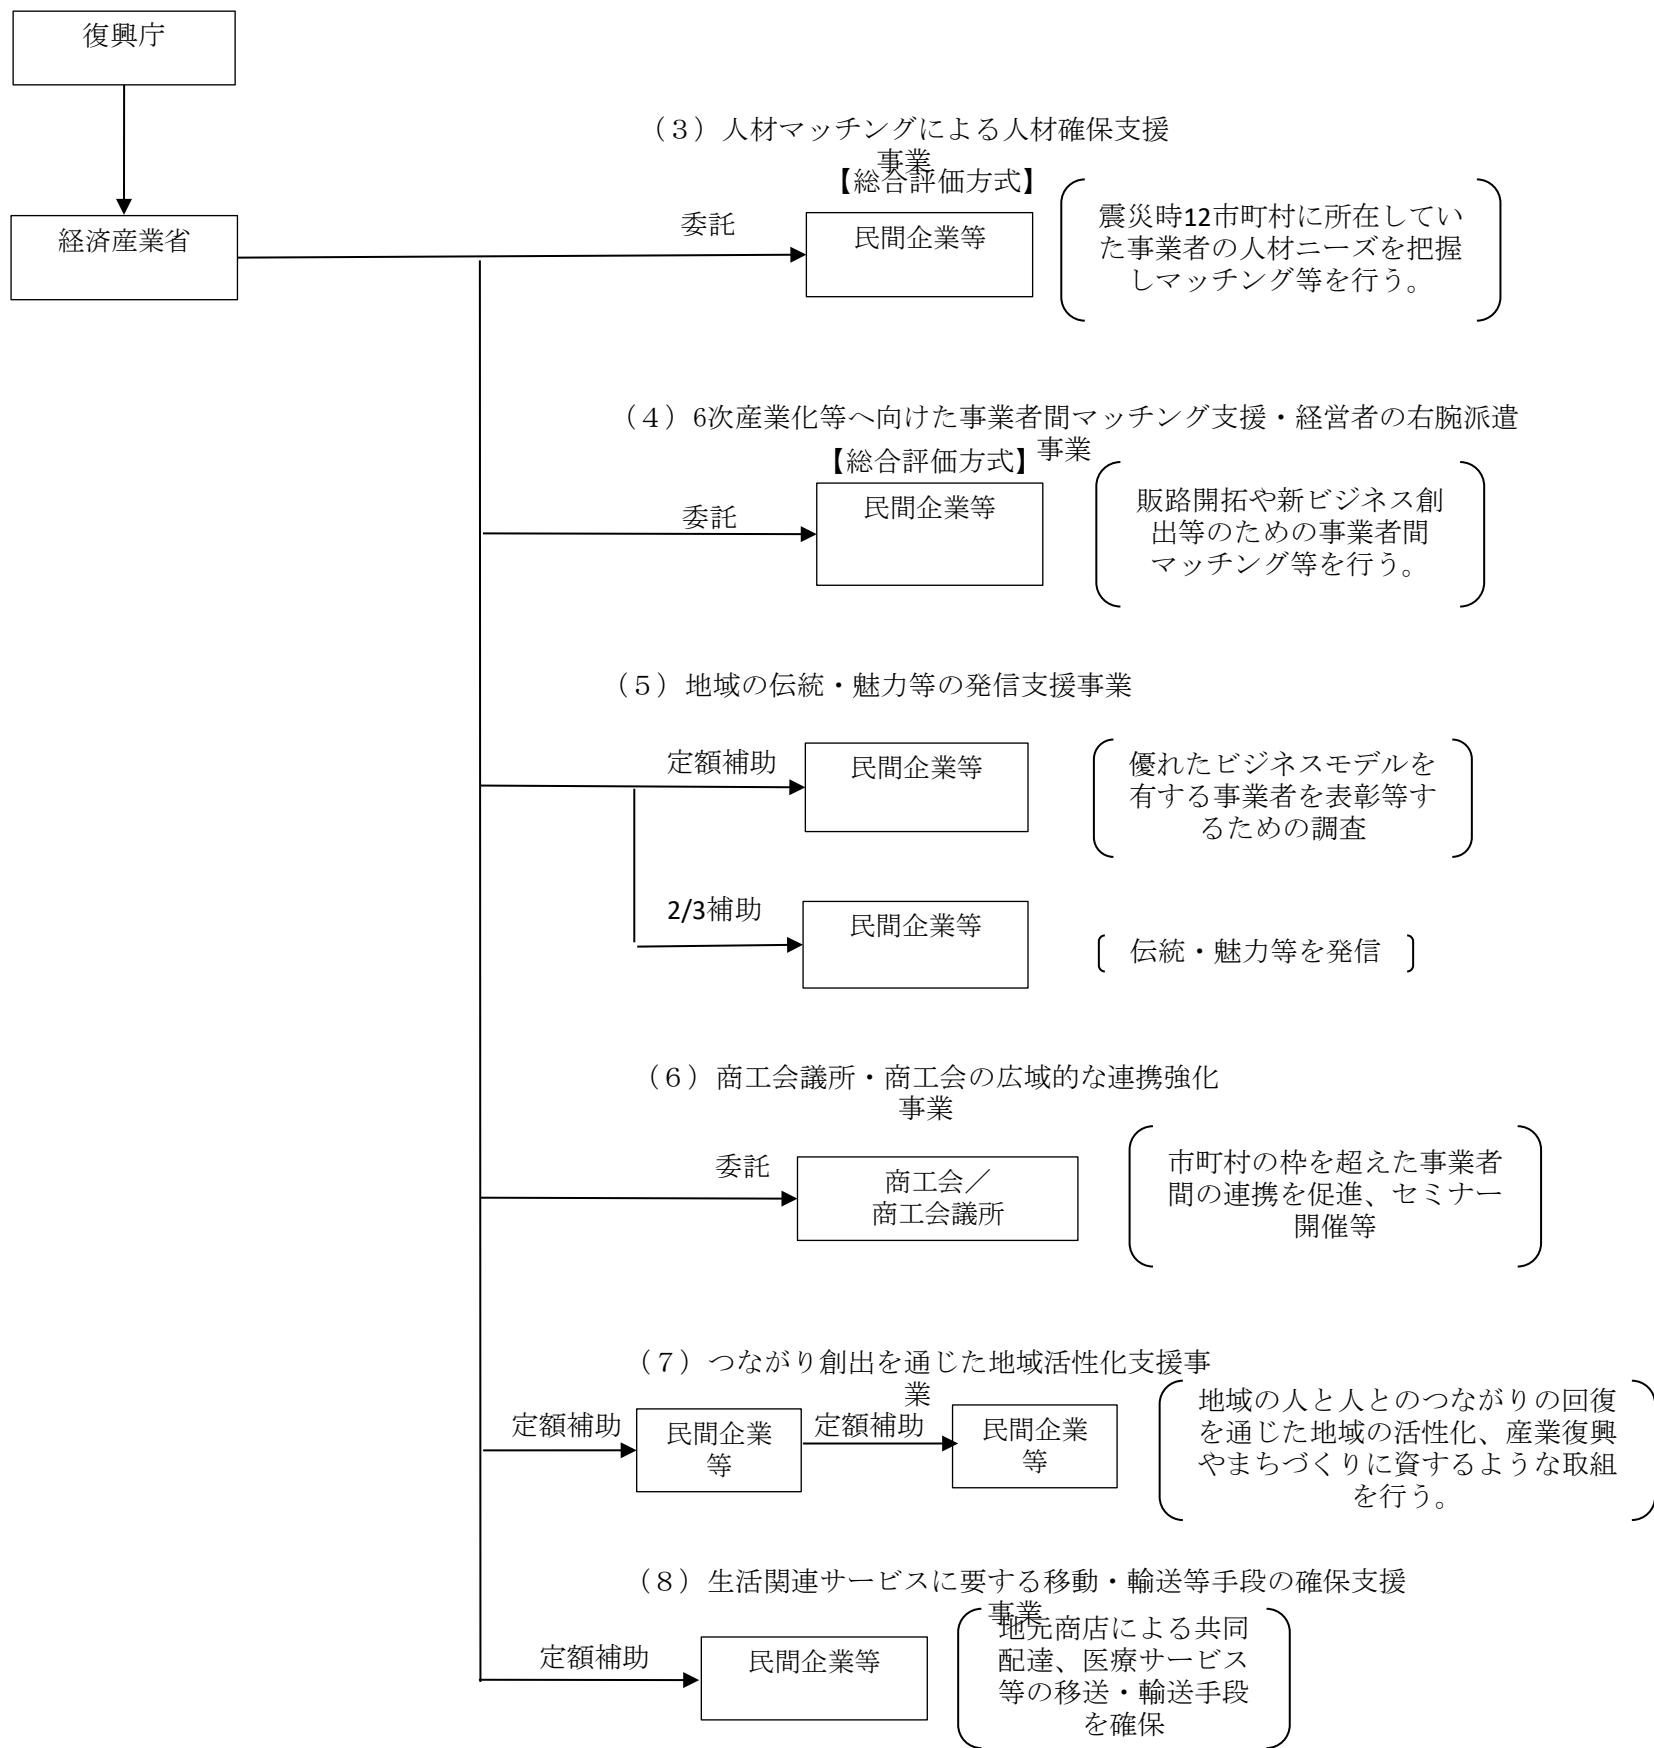 復興庁
経済産業省
（３）人材マッチングによる人材確保支援
事業
【総合評価方式】
委託
民間企業等
震災時12市町村に所在してい
た事業者の人材ニーズを把握
しマッチング等を行う。
（４）6次産業化等へ向けた事業者間マッチング支援・経営者の右腕派遣
事業
【総合評価方式】
委託
民間企業等
販路開拓や新ビジネス創
出等のための事業者間
マッチング等を行う。
（５）地域の伝統・魅力等の発信支援事業
定額補助
民間企業等
優れたビジネスモデルを
有する事業者を表彰等す
るための調査
2/3補助
民間企業等
伝統・魅力等を発信
（６）商工会議所・商工会の広域的な連携強化
事業
委託
商工会／
商工会議所
市町村の枠を超えた事業者
間の連携を促進、セミナー
開催等
（７）つながり創出を通じた地域活性化支援事
業
定額補助
民間企業
等
定額補助
民間企業
等
地域の人と人とのつながりの回復
を通じた地域の活性化、産業復興
やまちづくりに資するような取組
を行う。
（８）生活関連サービスに要する移動・輸送等手段の確保支援
事業
定額補助
民間企業等
地元商店による共同
配達、医療サービス
等の移送・輸送手段
を確保